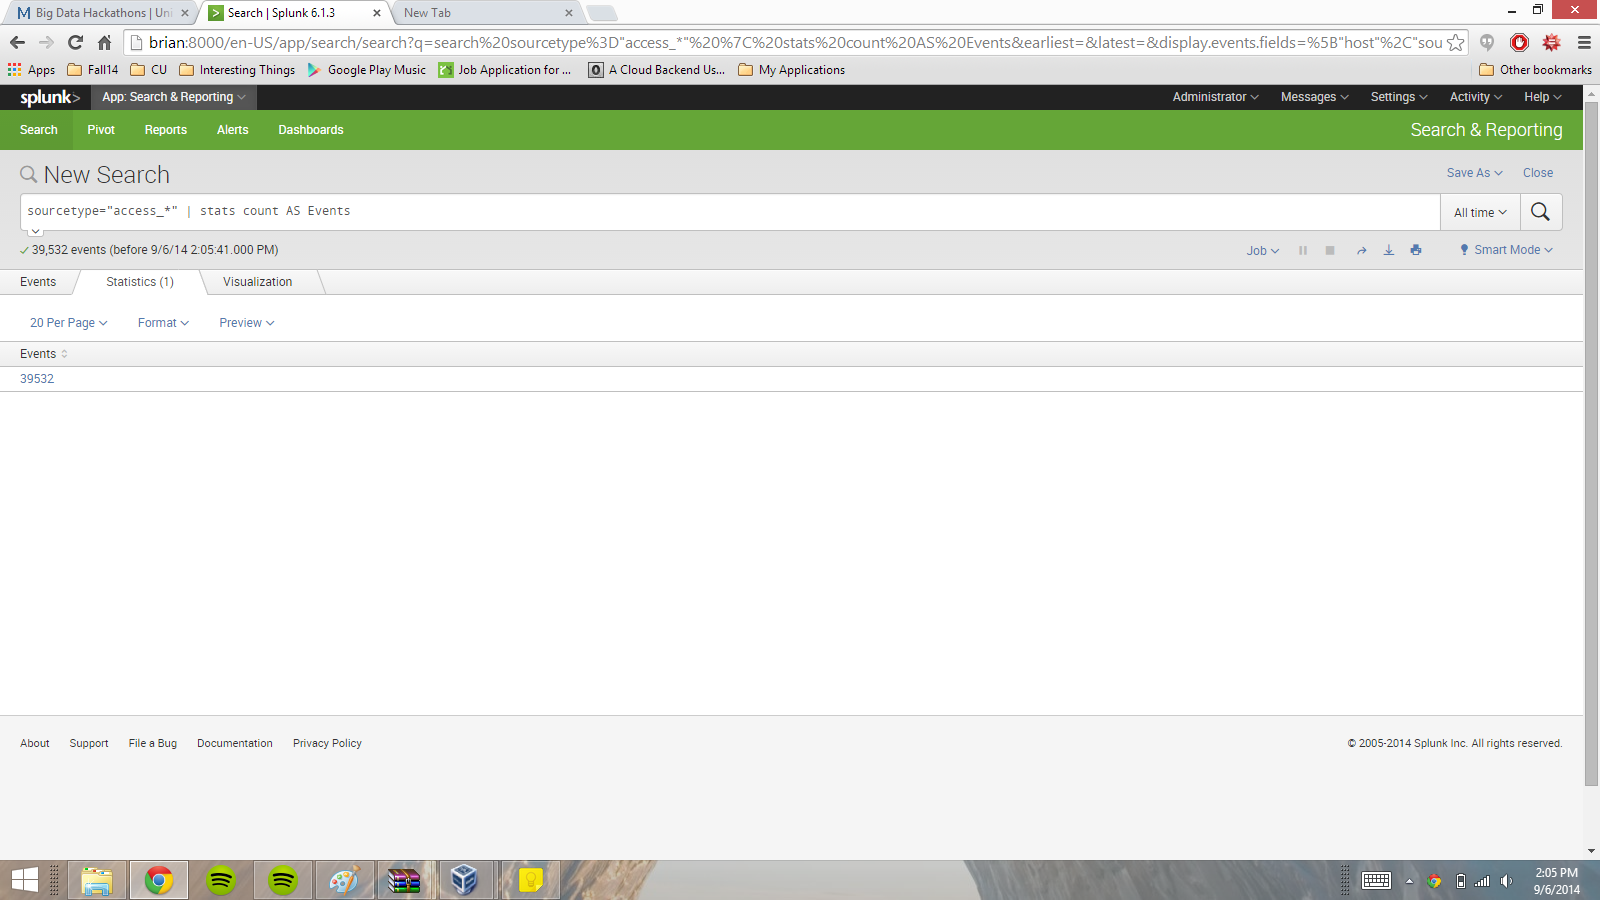 Big Data Hackathons | Uni
Search | Splunk 6.1.3
New Tab
brian:8000/en-US/app/search/search?q=search%20sourcetype%3D"access_*"%20%7C%20stats%20count%20AS%20Events&earliest=&latest=&display.events.fields=%5B"host"%2C"sou
Apps Fall14 CU Interesting Things Google Play Music Job Application for ... A Cloud Backend Us... My Applications Other bookmarks
splunk> App: Search & Reporting Administrator Messages Settings Activity Help
Search Pivot Reports Alerts Dashboards Search & Reporting
New Search Save As Close
sourcetype="access_*" | stats count AS Events All time
39,532 events (before 9/6/14 2:05:41.000 PM) Job Smart Mode
Events Statistics (1) Visualization
20 Per Page Format Preview
Events
39532
About Support File a Bug Documentation Privacy Policy © 2005-2014 Splunk Inc. All rights reserved.
2:05 PM
9/6/2014